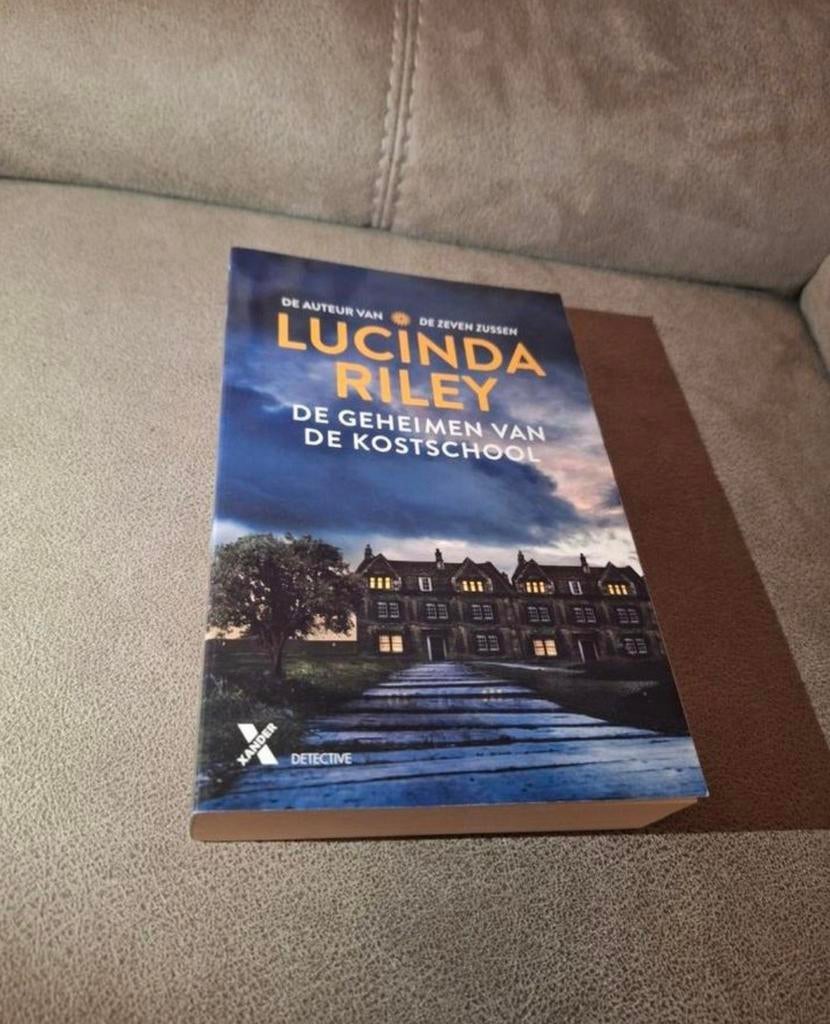 DE AUTEUR VAN DE ZEVEN ZUSSEN
LUCINDA
RILEY
DE GEHEIMEN VAN
DE KOSTSCHOOL
XANDER
DETECTIVE